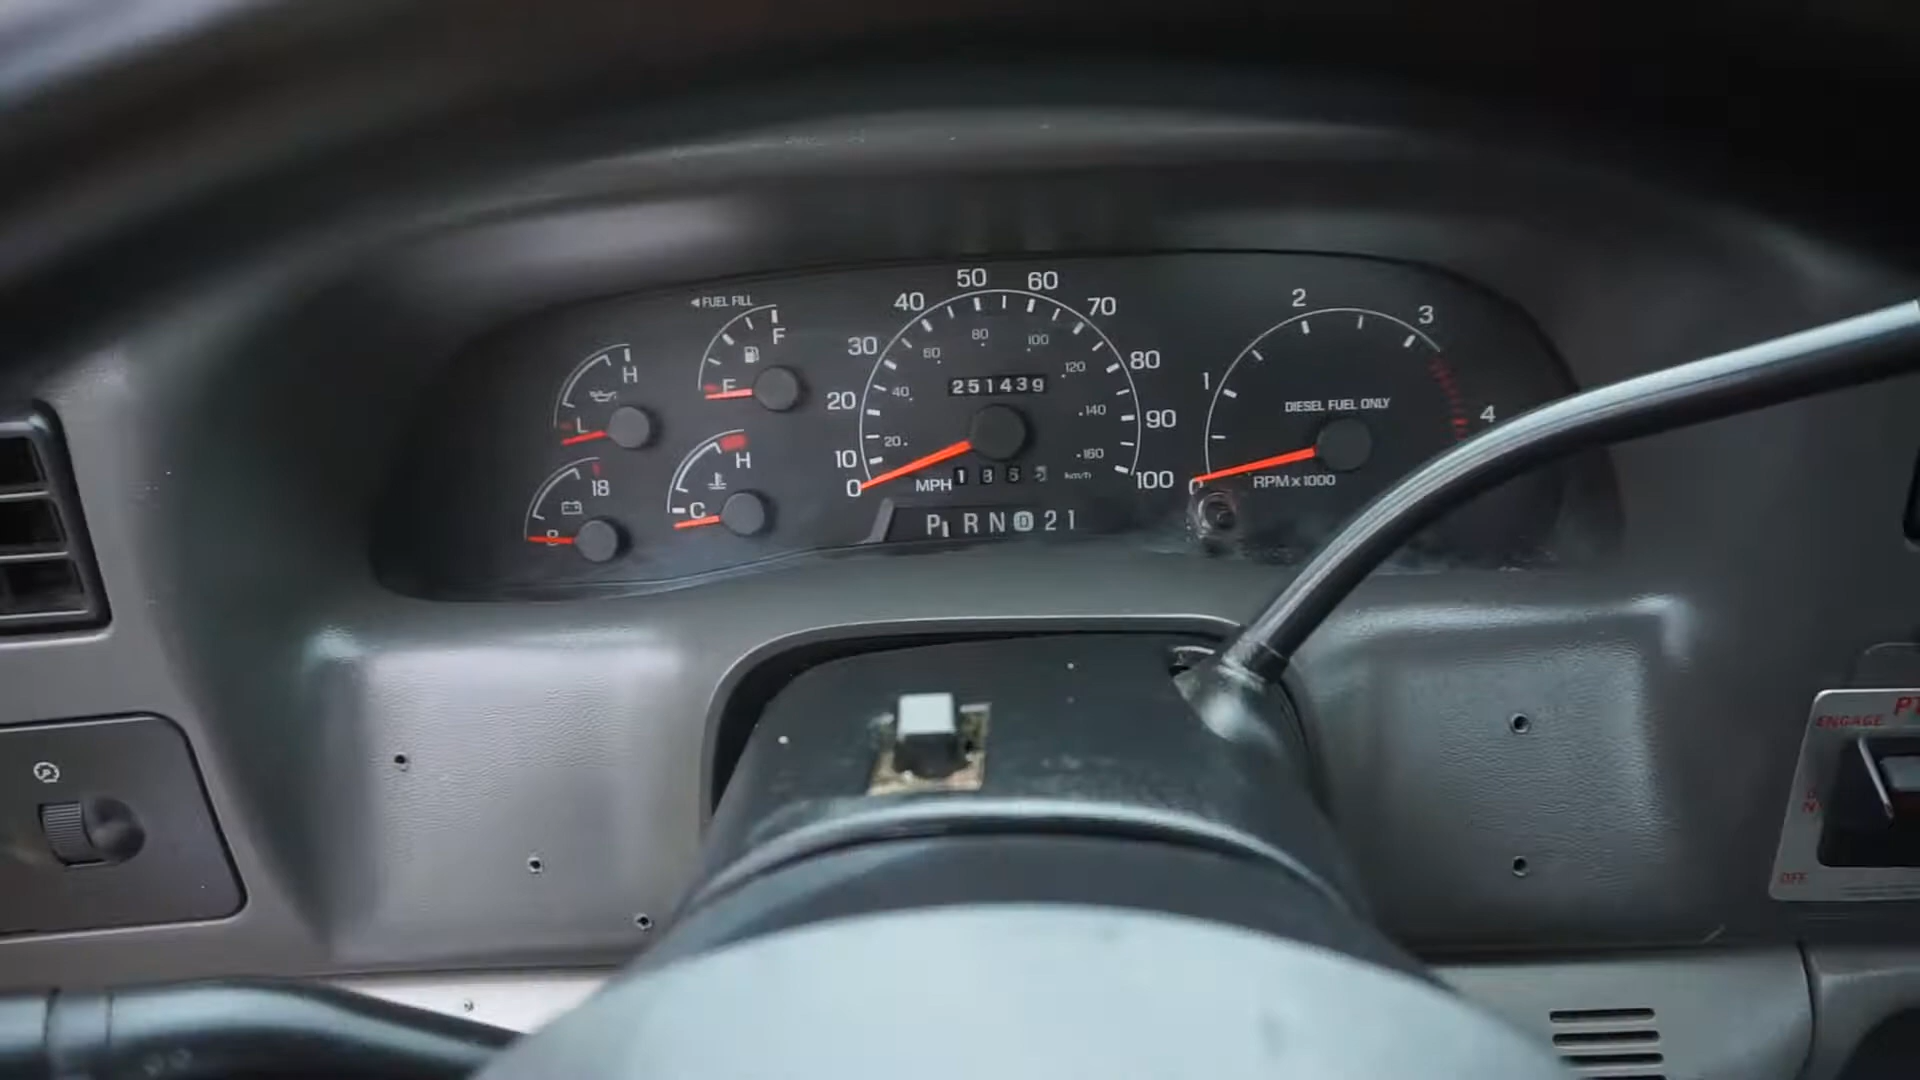 ◄ FUEL FILL
F
E
H
L
18
8
H
C
0
10
20
30
40
50
60
70
80
90
100
20
40
60
80
100
120
140
160
km/h
251439
MPH
P R N D 2 1
0
1
2
3
4
DIESEL FUEL ONLY
RPM x 1000
ENGAGE
OFF